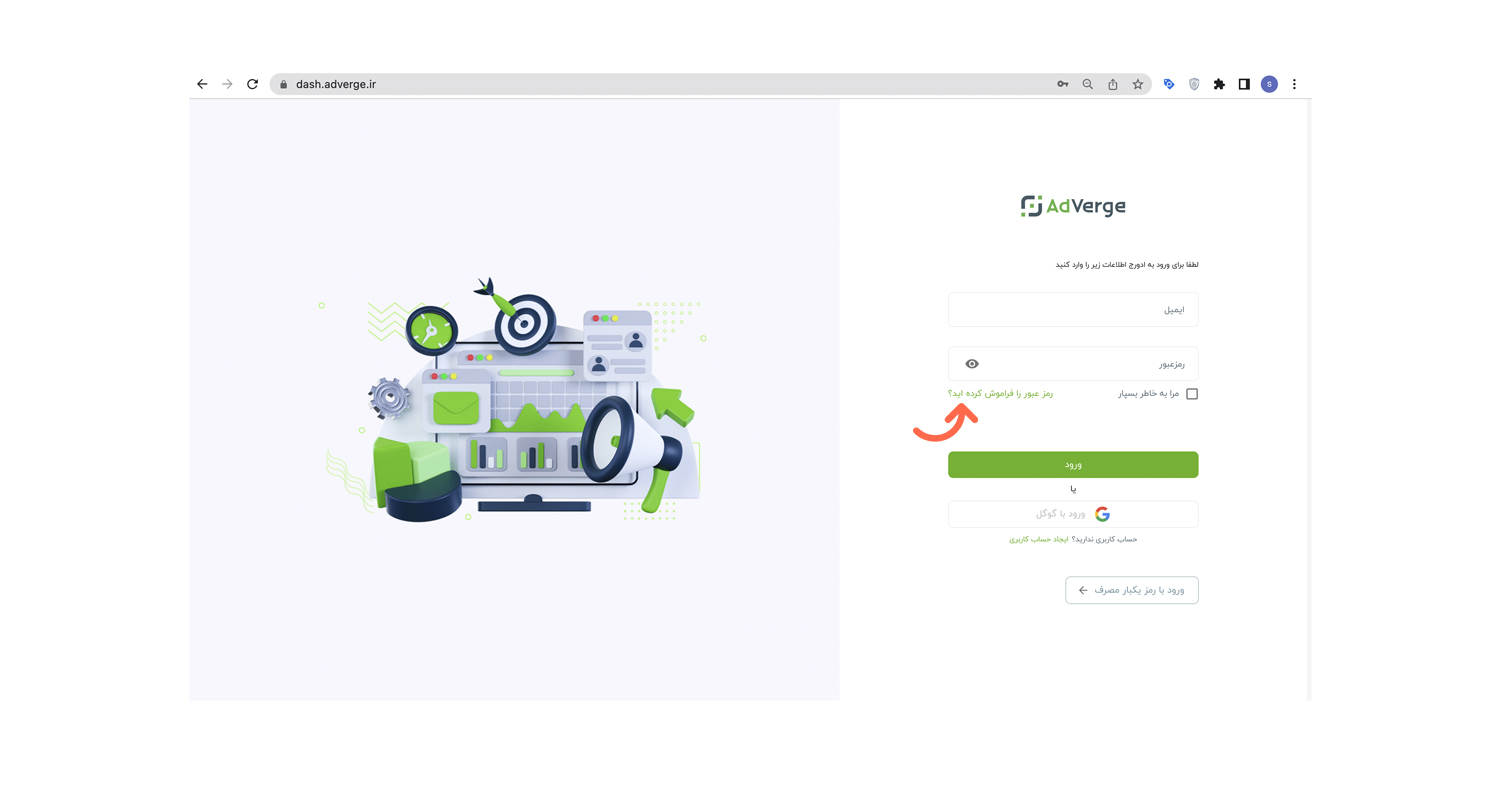 dash.adverge.ir
S
AdVerge
لطفا برای ورود به ادورج اطلاعات زیر را وارد کنید
ایمیل
رمزعبور
مرا به خاطر بسپار
رمز عبور را فراموش کرده اید؟
ورود
یا
ورود با گوگل
حساب کاربری ندارید؟ ایجاد حساب کاربری
ورود با رمز یکبار مصرف